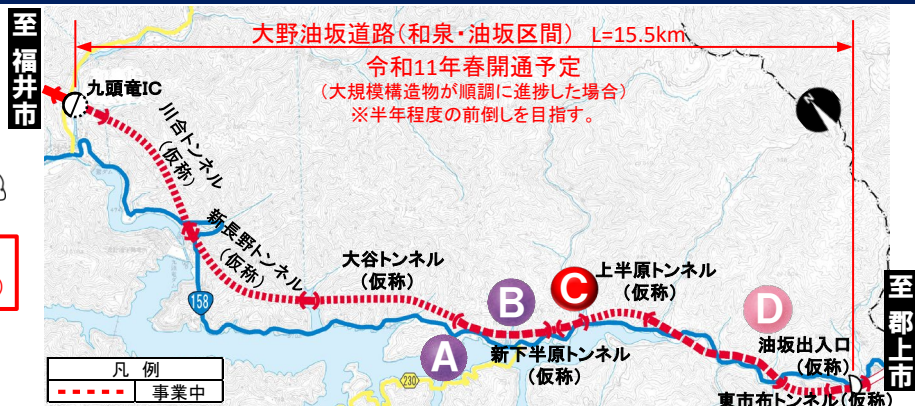 至 福井市
大野油坂道路(和泉・油坂区間) L=15.5km
令和11年春開通予定
(大規模構造物が順調に進捗した場合)
※半年程度の前倒しを目指す。
九頭竜IC
川合トンネル
(仮称)
新長野トンネル
(仮称)
158
大谷トンネル
(仮称)
A
B
C
上半原トンネル
(仮称)
新下半原トンネル
(仮称)
230
D
油坂出入口
(仮称)
東市布トンネル(仮称)
至 郡上市
N
凡 例
事業中
)